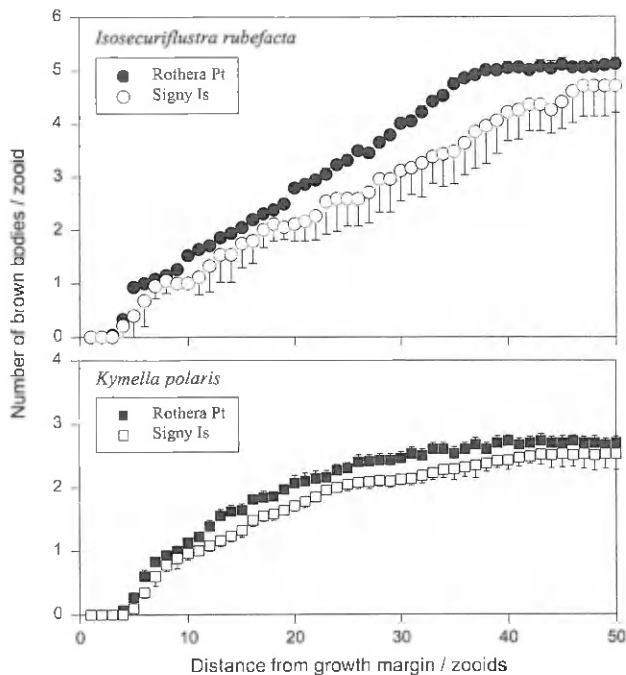 Isosecuriflustra rubefacta
Rothera Pt
Signy Is
6
5
4
3
2
1
0
Number of brown bodies / zooid
Kymella polaris
Rothera Pt
Signy Is
4
3
2
1
0
0 10 20 30 40 50
Distance from growth margin / zooids